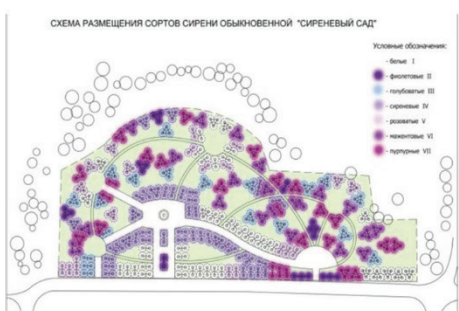 СХЕМА РАЗМЕЩЕНИЯ СОРТОВ СИРЕНИ ОБЫКНОВЕННОЙ "СИРЕНЕВЫЙ САД"
Условные обозначения:
- белые I
- фиолетовые II
- голубоватые III
- сиреневые IV
- розоватые V
- мажентовые VI
- пурпурные VII